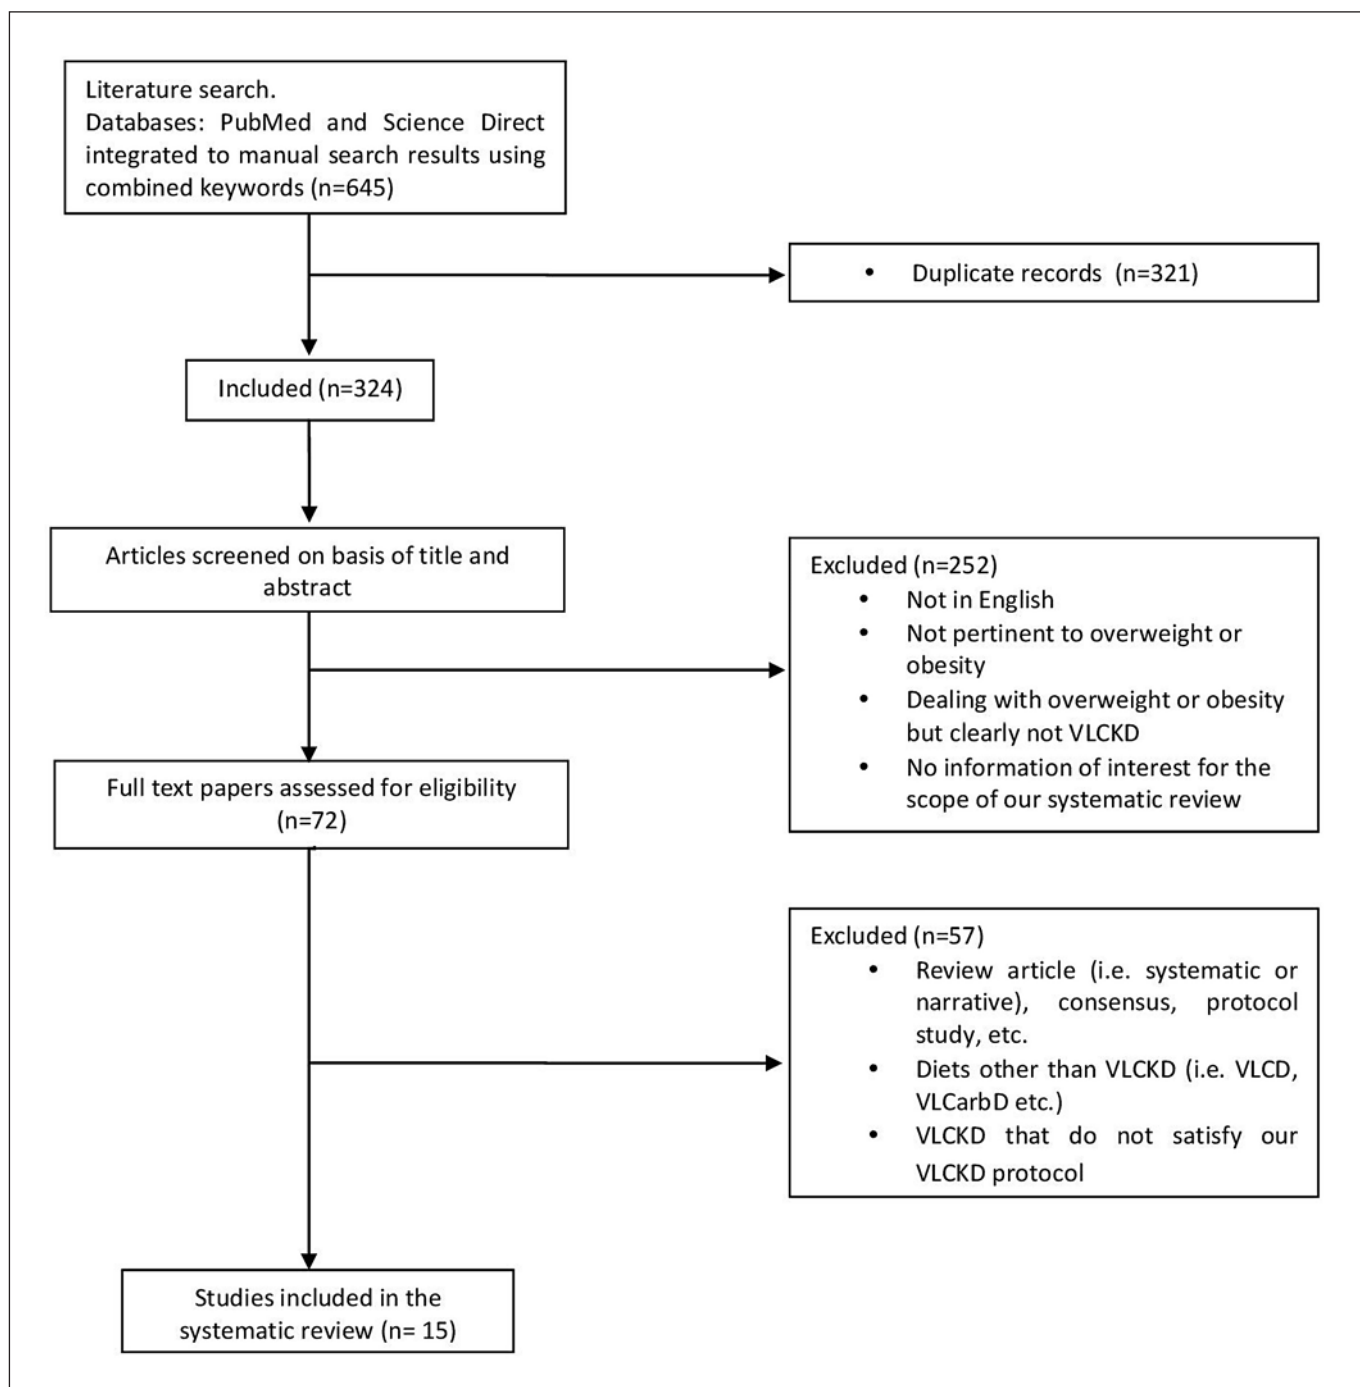 Literature search.
Databases: PubMed and Science Direct
integrated to manual search results using
combined keywords (n=645)
• Duplicate records (n=321)
Included (n=324)
Articles screened on basis of title and
abstract
Excluded (n=252)
• Not in English
• Not pertinent to overweight or
obesity
• Dealing with overweight or obesity
but clearly not VLCKD
• No information of interest for the
scope of our systematic review
Full text papers assessed for eligibility
(n=72)
Excluded (n=57)
• Review article (i.e. systematic or
narrative), consensus, protocol
study, etc.
• Diets other than VLCKD (i.e. VLCD,
VLCarbD etc.)
• VLCKD that do not satisfy our
VLCKD protocol
Studies included in the
systematic review (n= 15)